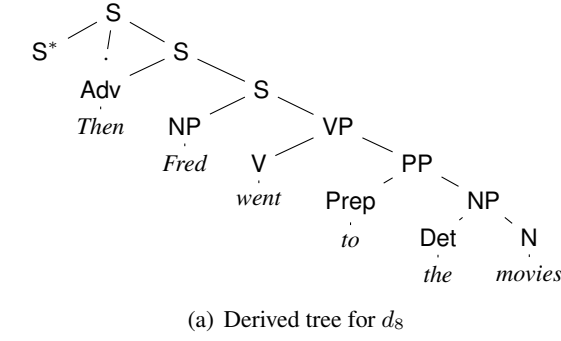 S
S* . S
Adv S
Then NP VP
Fred V PP
went Prep NP
to Det N
the movies
(a) Derived tree for d₈